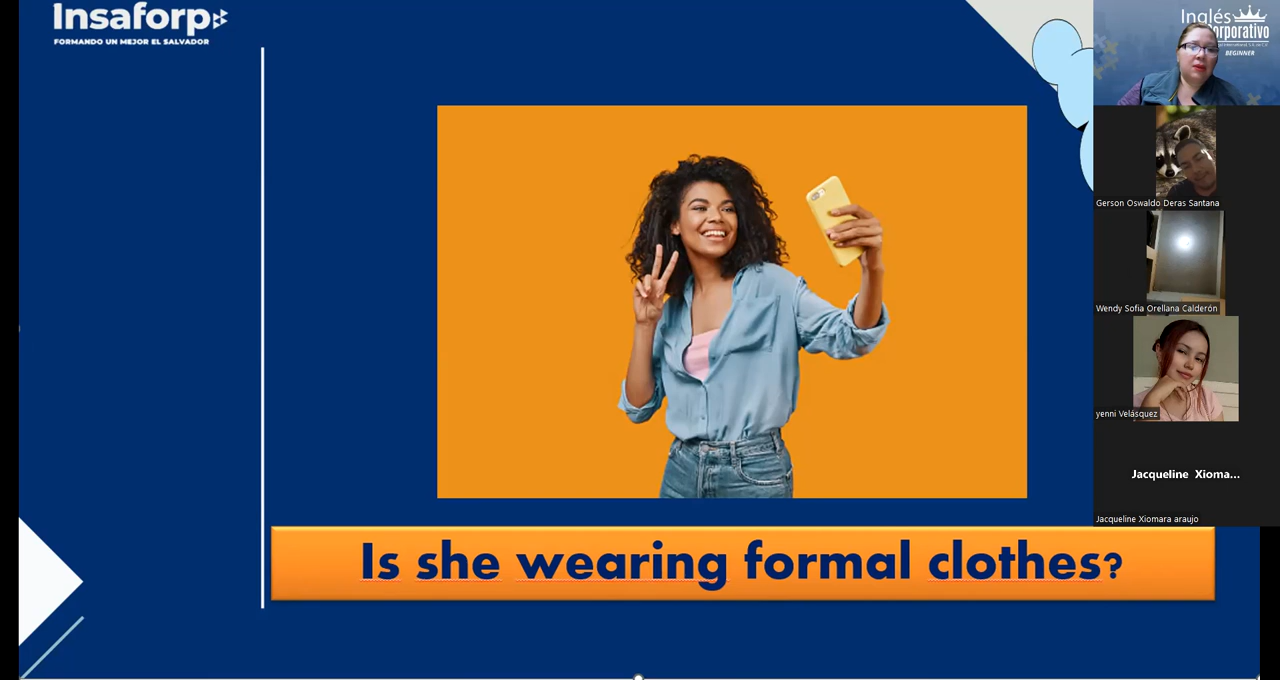 Insaforp
FORMANDO UN MEJOR EL SALVADOR
Is she wearing formal clothes?
Inglés
Corporativo
BEGINNER
Gerson Oswaldo Deras Santana
Wendy Sofia Orellana Calderón
yenni Velásquez
Jacqueline Xioma...
Jacqueline Xiomara araujo